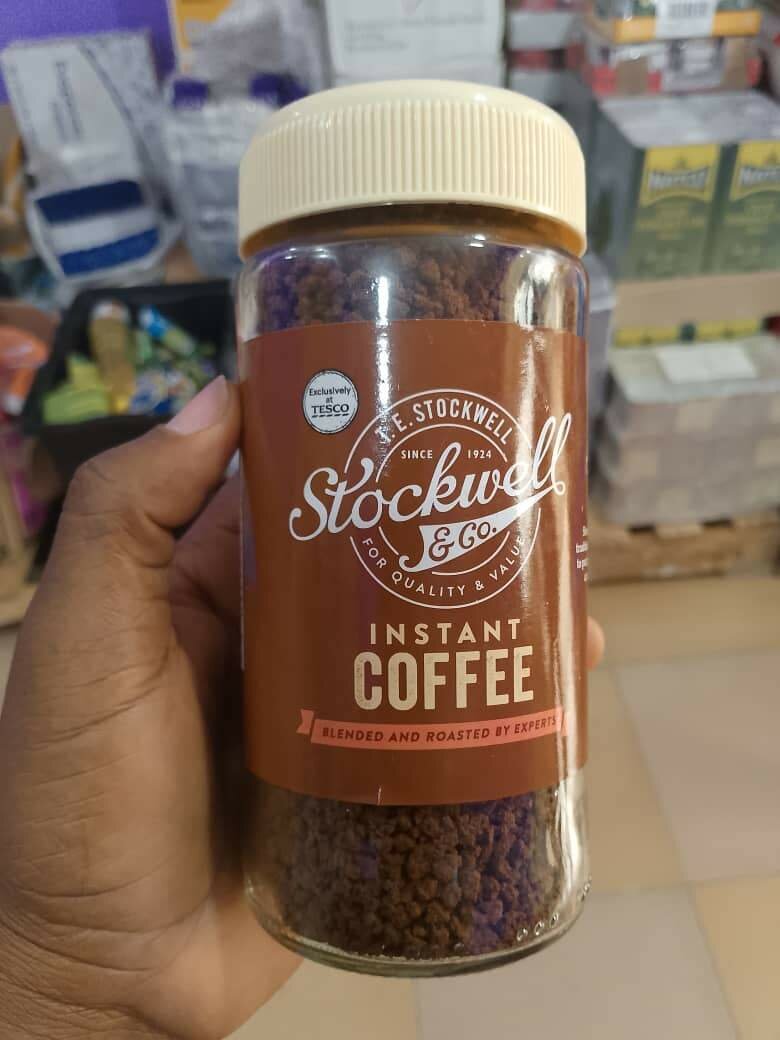 Exclusively
at
TESCO
T.E. STOCKWELL
SINCE 1924
Stockwell
& CO.
FOR QUALITY & VALUE
INSTANT
COFFEE
BLENDED AND ROASTED BY EXPERTS